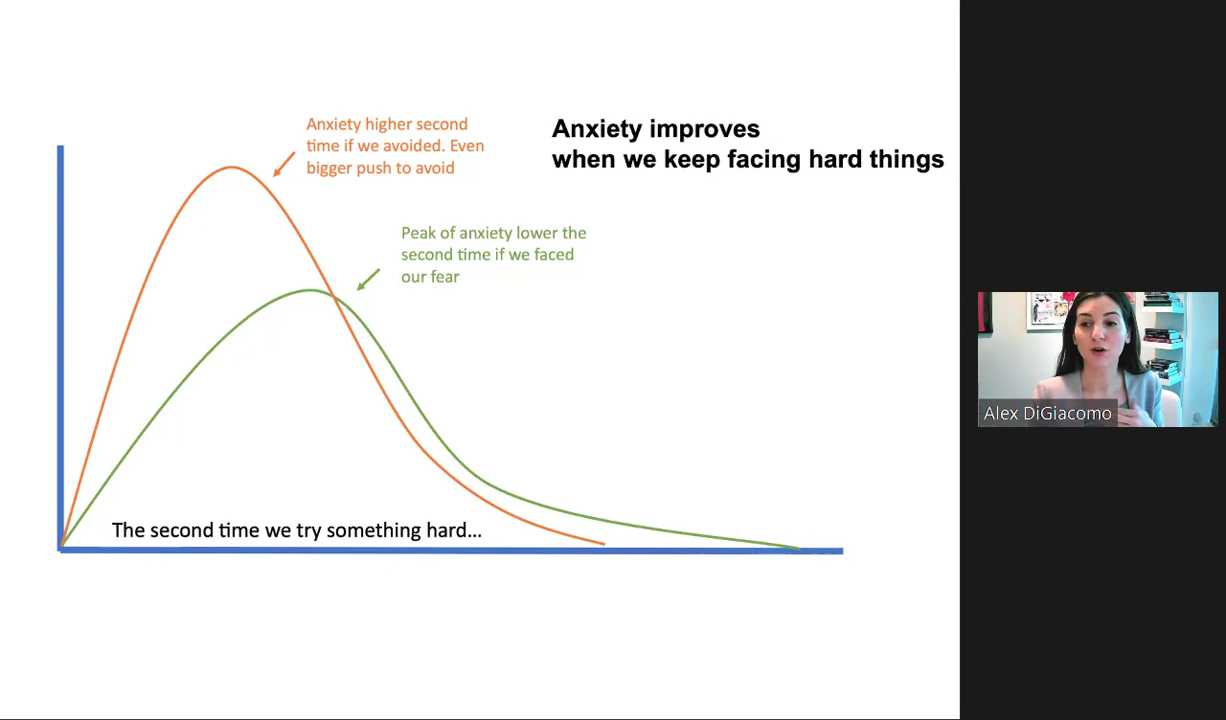 Anxiety improves
when we keep facing hard things
Anxiety higher second
time if we avoided. Even
bigger push to avoid
Peak of anxiety lower the
second time if we faced
our fear
The second time we try something hard...
Alex DiGiacomo